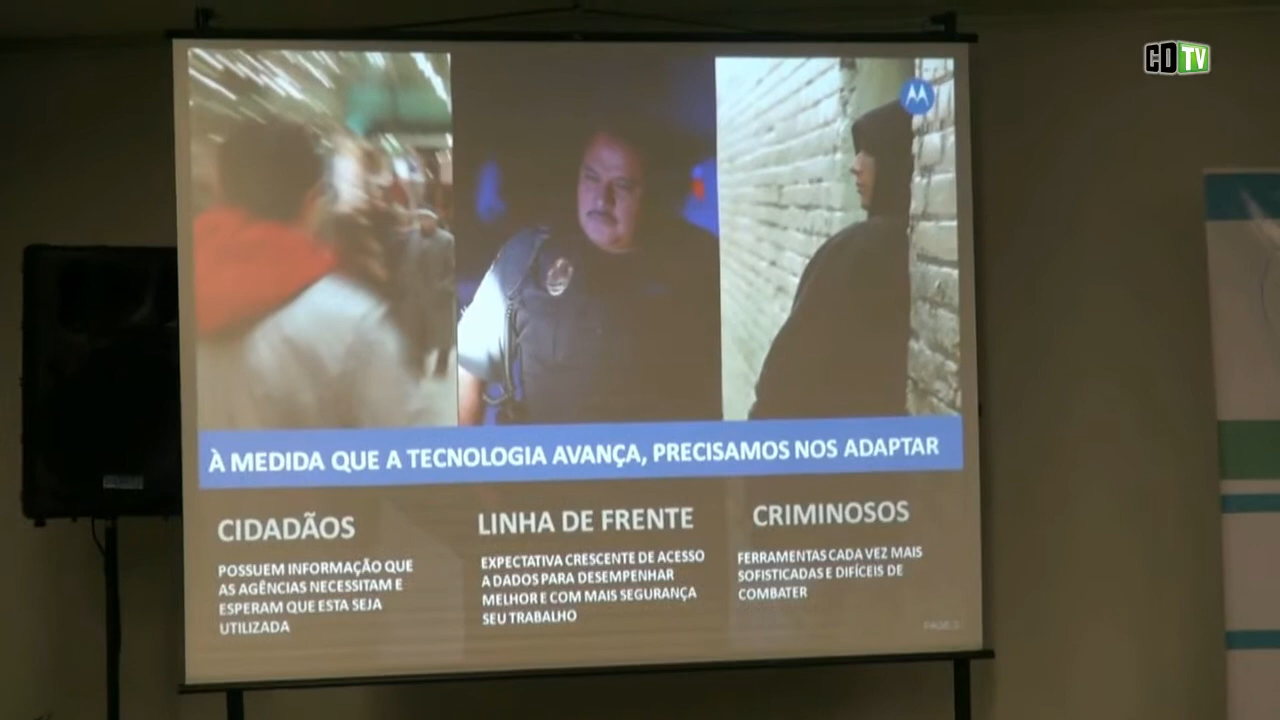 CDTV
À MEDIDA QUE A TECNOLOGIA AVANÇA, PRECISAMOS NOS ADAPTAR
CIDADÃOS
POSSUEM INFORMAÇÃO QUE
AS AGÊNCIAS NECESSITAM E
ESPERAM QUE ESTA SEJA
UTILIZADA
LINHA DE FRENTE
EXPECTATIVA CRESCENTE DE ACESSO
A DADOS PARA DESEMPENHAR
MELHOR E COM MAIS SEGURANÇA
SEU TRABALHO
CRIMINOSOS
FERRAMENTAS CADA VEZ MAIS
SOFISTICADAS E DIFÍCEIS DE
COMBATER
PAGE